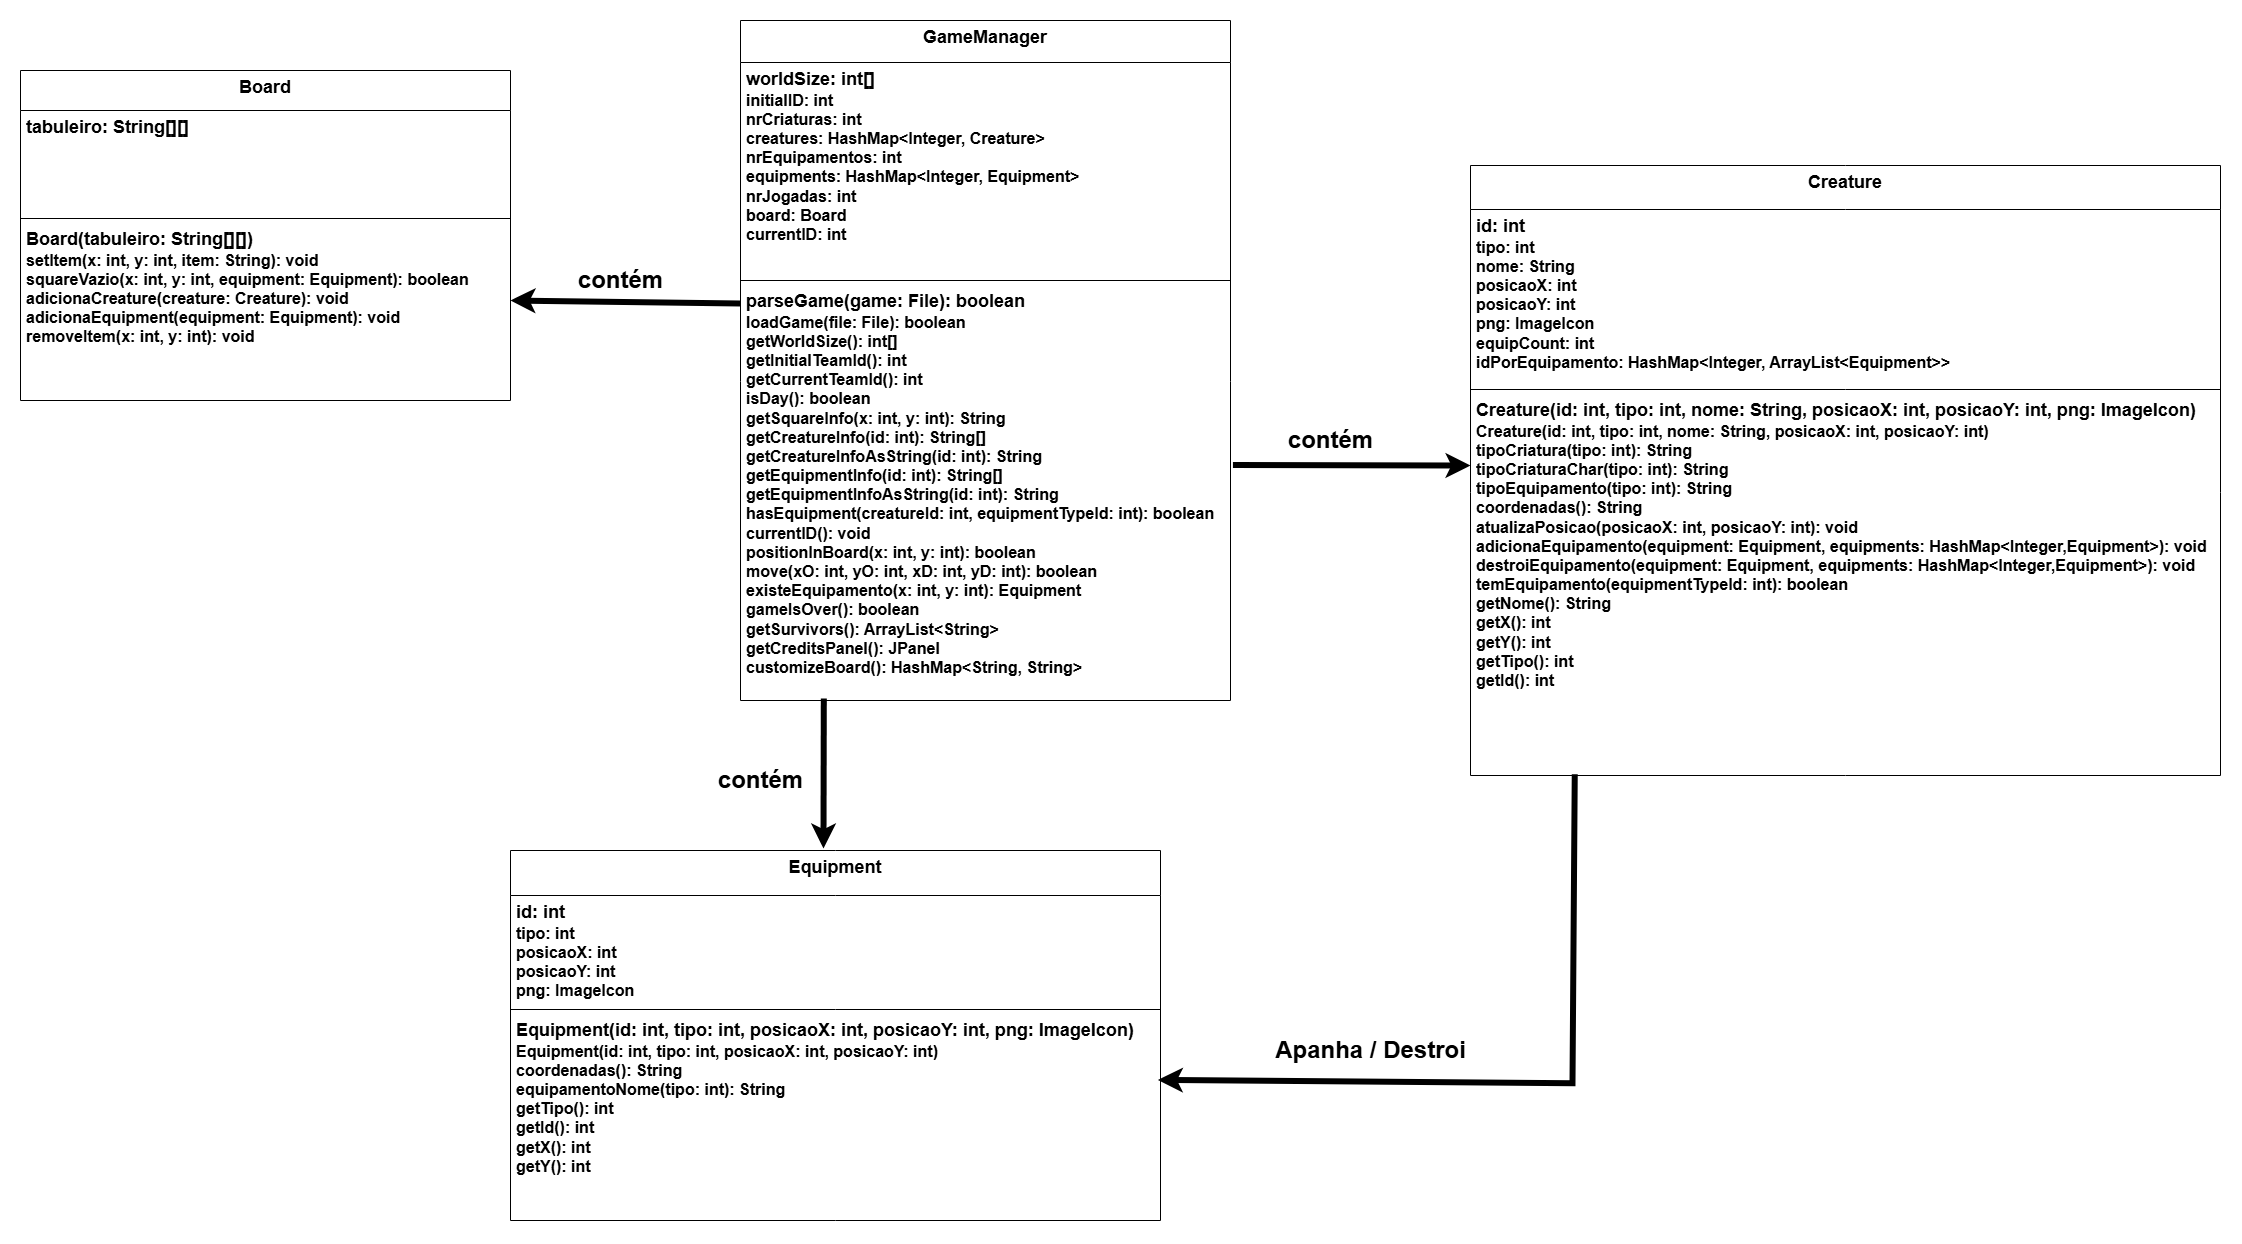 GameManager
worldSize: int[]
initialID: int
nrCriaturas: int
creatures: HashMap<Integer, Creature>
nrEquipamentos: int
equipments: HashMap<Integer, Equipment>
nrJogadas: int
board: Board
currentID: int
parseGame(game: File): boolean
loadGame(file: File): boolean
getWorldSize(): int[]
getInitialTeamId(): int
getCurrentTeamId(): int
isDay(): boolean
getSquareInfo(x: int, y: int): String
getCreatureInfo(id: int): String[]
getCreatureInfoAsString(id: int): String
getEquipmentInfo(id: int): String[]
getEquipmentInfoAsString(id: int): String
hasEquipment(creatureId: int, equipmentTypeId: int): boolean
currentID(): void
positionInBoard(x: int, y: int): boolean
move(xO: int, yO: int, xD: int, yD: int): boolean
existeEquipamento(x: int, y: int): Equipment
gameIsOver(): boolean
getSurvivors(): ArrayList<String>
getCreditsPanel(): JPanel
customizeBoard(): HashMap<String, String>
Board
tabuleiro: String[][]
Board(tabuleiro: String[][])
setItem(x: int, y: int, item: String): void
squareVazio(x: int, y: int, equipment: Equipment): boolean
adicionaCreature(creature: Creature): void
adicionaEquipment(equipment: Equipment): void
removeItem(x: int, y: int): void
contém
contém
Creature
id: int
tipo: int
nome: String
posicaoX: int
posicaoY: int
png: ImageIcon
equipCount: int
idPorEquipamento: HashMap<Integer, ArrayList<Equipment>>
Creature(id: int, tipo: int, nome: String, posicaoX: int, posicaoY: int, png: ImageIcon)
Creature(id: int, tipo: int, nome: String, posicaoX: int, posicaoY: int)
tipoCriatura(tipo: int): String
tipoCriaturaChar(tipo: int): String
tipoEquipamento(tipo: int): String
coordenadas(): String
atualizaPosicao(posicaoX: int, posicaoY: int): void
adicionaEquipamento(equipment: Equipment, equipments: HashMap<Integer,Equipment>): void
destroiEquipamento(equipment: Equipment, equipments: HashMap<Integer,Equipment>): void
temEquipamento(equipmentTypeId: int): boolean
getNome(): String
getX(): int
getY(): int
getTipo(): int
getId(): int
contém
Equipment
id: int
tipo: int
posicaoX: int
posicaoY: int
png: ImageIcon
Equipment(id: int, tipo: int, posicaoX: int, posicaoY: int, png: ImageIcon)
Equipment(id: int, tipo: int, posicaoX: int, posicaoY: int)
coordenadas(): String
equipamentoNome(tipo: int): String
getTipo(): int
getId(): int
getX(): int
getY(): int
Apanha / Destroi